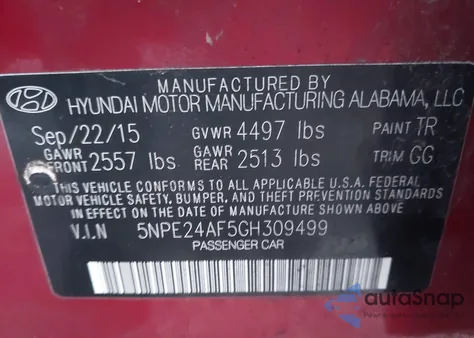 MANUFACTURED BY
HYUNDAI MOTOR MANUFACTURING ALABAMA, LLC
Sep/22/15 GVWR 4497 lbs PAINT TR
GAWR FRONT 2557 lbs GAWR REAR 2513 lbs TRIM GG
THIS VEHICLE CONFORMS TO ALL APPLICABLE U.S.A. FEDERAL
MOTOR VEHICLE SAFETY, BUMPER, AND THEFT PREVENTION STANDARDS
IN EFFECT ON THE DATE OF MANUFACTURE SHOWN ABOVE.
V.I.N 5NPE24AF5GH309499
PASSENGER CAR
autoSnap